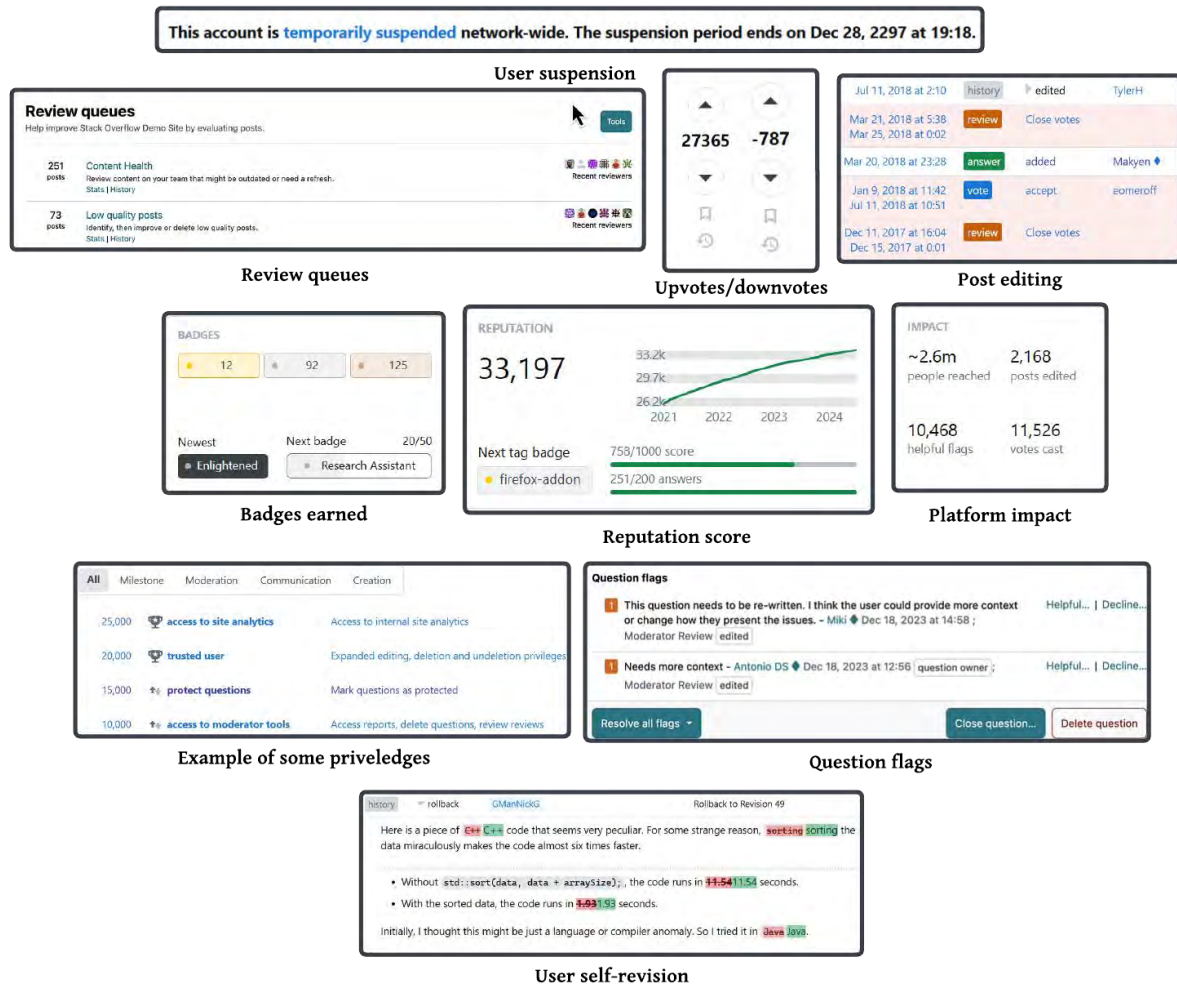 This account is temporarily suspended network-wide. The suspension period ends on Dec 28, 2297 at 19:18.
User suspension
Review queues
Help improve Stack Overflow Demo Site by evaluating posts.
Tools
251 posts
Content Health
Review content on your team that might be outdated or need a refresh.
Stats | History
Recent reviewers
73 posts
Low quality posts
Identify, then improve or delete low quality posts.
Stats | History
Recent reviewers
Review queues
27365 -787
Upvotes/downvotes
Jul 11, 2018 at 2:10 history edited TylerH
Mar 21, 2018 at 5:38 review Close votes
Mar 25, 2018 at 0:02
Mar 20, 2018 at 23:28 answer added Makyen
Jan 9, 2018 at 11:42 vote accept eomeroff
Jul 11, 2018 at 10:51
Dec 11, 2017 at 16:04 review Close votes
Dec 15, 2017 at 0:01
Post editing
BADGES
12 92 125
Newest Next badge 20/50
Enlightened Research Assistant
Badges earned
REPUTATION
33,197
33.2k
29.7k
26.2k
2021 2022 2023 2024
Next tag badge 758/1000 score
firefox-addon 251/200 answers
Reputation score
IMPACT
~2.6m 2,168
people reached posts edited
10,468 11,526
helpful flags votes cast
Platform impact
All Milestone Moderation Communication Creation
25,000 access to site analytics Access to internal site analytics
20,000 trusted user Expanded editing, deletion and undeletion privileges
15,000 protect questions Mark questions as protected
10,000 access to moderator tools Access reports, delete questions, review reviews
Example of some priveledges
Question flags
1 This question needs to be re-written. I think the user could provide more context Helpful... | Decline...
or change how they present the issues. - Miki ♦ Dec 18, 2023 at 14:58 ;
Moderator Review edited
1 Needs more context - Antonio DS ♦ Dec 18, 2023 at 12:56 question owner ; Helpful... | Decline...
Moderator Review edited
Resolve all flags Close question... Delete question
Question flags
history rollback GManNickG Rollback to Revision 49
Here is a piece of C++ C++ code that seems very peculiar. For some strange reason, sorting sorting the
data miraculously makes the code almost six times faster.
• Without std::sort(data, data + arraySize);, the code runs in 11.5411.54 seconds.
• With the sorted data, the code runs in 1.931.93 seconds.
Initially, I thought this might be just a language or compiler anomaly. So I tried it in Java Java.
User self-revision